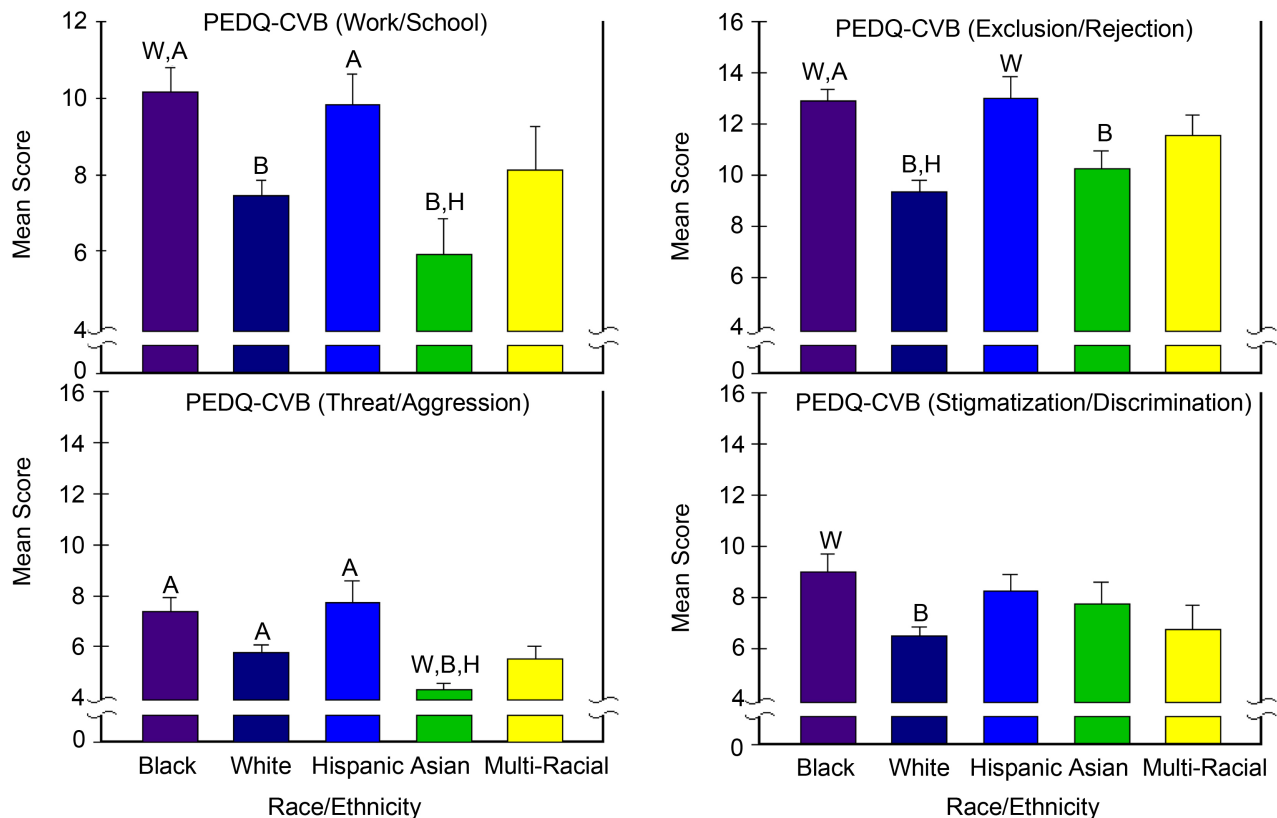 PEDQ-CVB (Work/School)
12
10
8
6
4
0
Mean Score
W,A
B
A
B,H
PEDQ-CVB (Exclusion/Rejection)
16
14
12
10
8
6
4
0
Mean Score
W,A
B,H
W
B
PEDQ-CVB (Threat/Aggression)
16
14
12
10
8
6
4
0
Mean Score
A
A
A
W,B,H
Black White Hispanic Asian Multi-Racial
Race/Ethnicity
PEDQ-CVB (Stigmatization/Discrimination)
16
14
12
10
8
6
4
0
Mean Score
W
B
Black White Hispanic Asian Multi-Racial
Race/Ethnicity